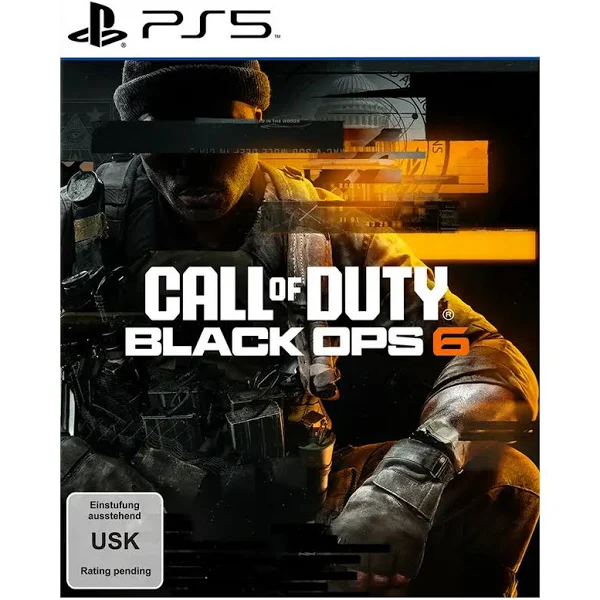 PS5
CALL OF DUTY®
BLACK OPS 6
Einstufung
ausstehend
USK
Rating pending